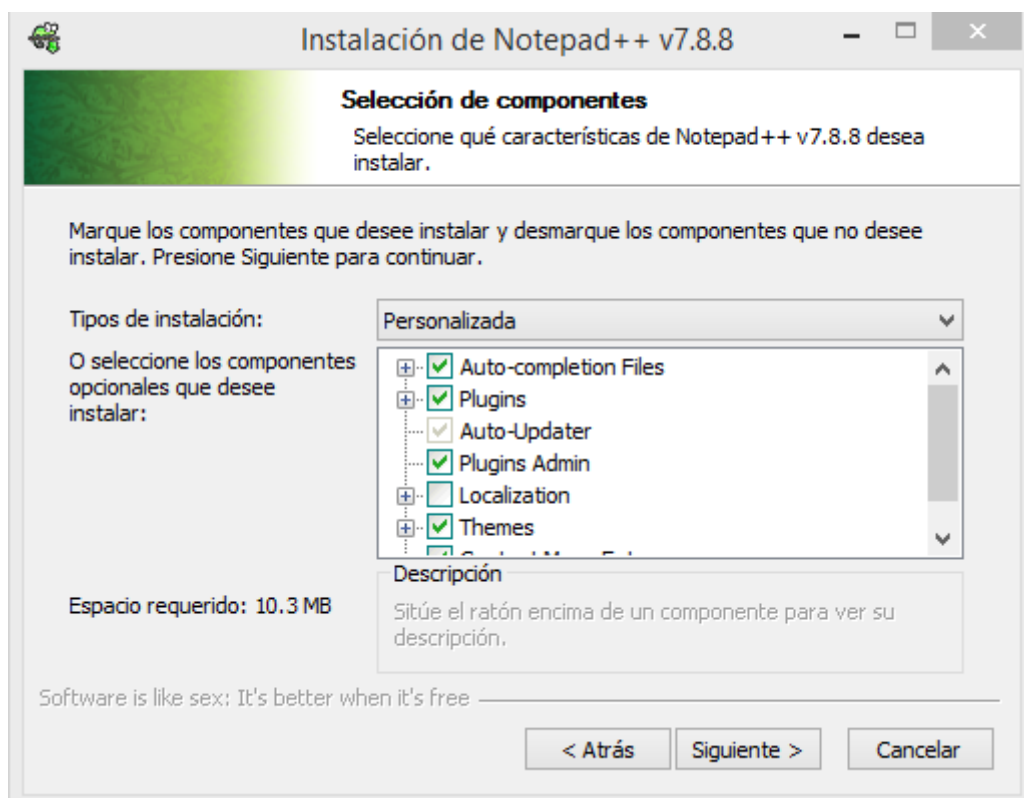 Instalación de Notepad++ v7.8.8
Selección de componentes
Seleccione qué características de Notepad++ v7.8.8 desea
instalar.
Marque los componentes que desee instalar y desmarque los componentes que no desee
instalar. Presione Siguiente para continuar.
Tipos de instalación:
Personalizada
O seleccione los componentes
opcionales que desee
instalar:
Auto-completion Files
Plugins
Auto-Updater
Plugins Admin
Localization
Themes
Espacio requerido: 10.3 MB
Descripción
Sitúe el ratón encima de un componente para ver su
descripción.
Software is like sex: It's better when it's free
< Atrás
Siguiente >
Cancelar